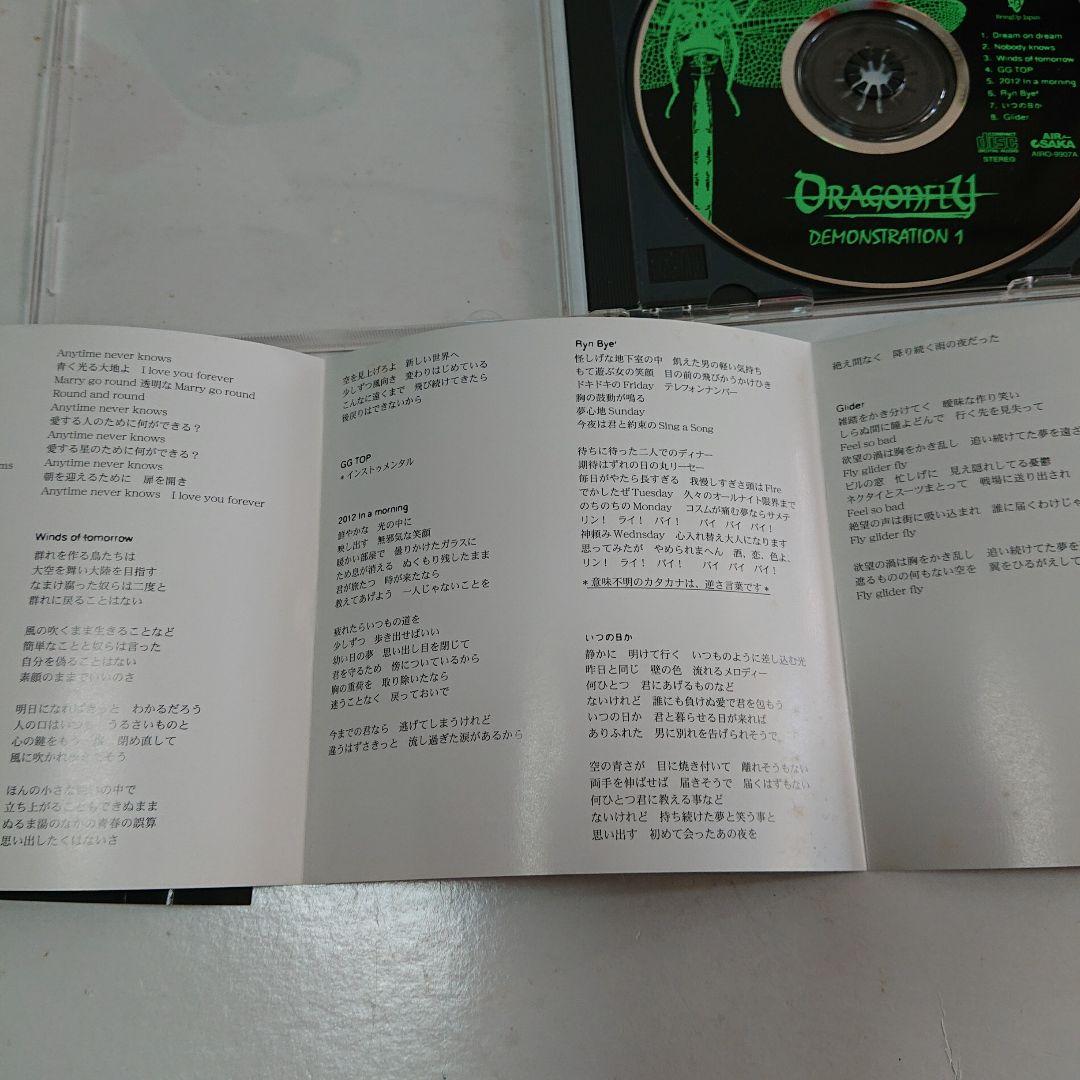 BeingUp Japan
1. Dream on dream
2. Nobody knows
3. Winds of tomorrow
4. GG TOP
5. 2012 In a morning
6. Ryn Bye'
7. いつの日か
8. Glider
COMPACT
disc
DIGITAL AUDIO
STEREO
AIR
OSAKA
AIRO-9907A
DRAGONFLY
DEMONSTRATION 1
Anytime never knows
青く光る大地よ I love you forever
Marry go round 透明な Marry go round
Round and round
Anytime never knows
愛する人のために何ができる?
Anytime never knows
愛する星のために何ができる?
Anytime never knows
朝を迎えるために 扉を開き
Anytime never knows I love you forever
Winds of tomorrow
群れを作る鳥たちは
大空を舞い大陸を目指す
なまけ腐った奴らは二度と
群れに戻ることはない
風の吹くまま生きることなど
簡単なことと奴らは言った
自分を偽ることはない
素顔のままでいいのさ
明日になればきっと わかるだろう
人の口はいつも うるさいものと
心の鍵をもう 閉め直して
風に吹かれ
ほんの小さな の中で
立ち上がることもできぬまま
ぬるま湯のなかの青春の誤算
思い出したくはないさ
空を見上げろよ 新しい世界へ
少しずつ風向き 変わりはじめている
こんなに遠くまで 飛び続けてきたら
後戻りはできないから
GG TOP
*インストゥメンタル
2012 In a morning
鮮やかな 光の中に
映し出す 無邪気な笑顔
暖かい部屋で 曇りかけたガラスに
ため息が消える ぬくもり残したまま
君が旅たつ 時が来たなら
教えてあげよう 一人じゃないことを
疲れたらいつもの道を
少しずつ 歩き出せばいい
幼い日の夢 思い出し目を閉じて
君を守るため 傍についているから
胸の重荷を 取り除いたなら
迷うことなく 戻っておいで
今までの君なら 逃げてしまうけれど
違うはずさきっと 流し過ぎた涙があるから
Ryn Bye'
怪しげな地下室の中 飢えた男の軽い気持ち
もて遊ぶ女の笑顔 目の前の飛びかうかけひき
ドキドキの Friday テレフォンナンバー
胸の鼓動が鳴る
夢心地 Sunday
今夜は君と約束の Sing a Song
待ちに待った二人でのディナー
期待はずれの日の丸リーセー
毎日がやたら長すぎる 我慢しすぎさ頭は Fire
でかしたぜ Tuesday 久々のオールナイト限界まで
のちのちの Monday コスムが痛む夢ならサメテ
リン! ライ! バイ! バイ バイ バイ!
神頼み Wednsday 心入れ替え大人になります
思ってみたが やめられまへん 酒、恋、色よ、
リン! ライ! バイ! バイ バイ バイ!
*意味不明のカタカナは、逆さ言葉です*
いつの日か
静かに 明けて行く いつものように差し込む光
昨日と同じ 壁の色 流れるメロディー
何ひとつ 君にあげるものなど
ないけれど 誰にも負けぬ愛で君を包もう
いつの日か 君と暮らせる日が来れば
ありふれた 男に別れを告げられそうで
空の青さが 目に焼き付いて 離れそうもない
両手を伸ばせば 届きそうで 届くはずもない
何ひとつ君に教える事など
ないけれど 持ち続けた夢と笑う事と
思い出す 初めて会ったあの夜を
絶え間なく 降り続く雨の夜だった
Glider
雑踏をかき分けてく 曖昧な作り笑い
しらぬ間に瞳よどんで 行く先を見失って
Feel so bad
欲望の渦は胸をかき乱し 追い続けてた夢を遠さ
Fly glider fly
ビルの窓 忙しげに 見え隠れしてる憂鬱
ネクタイとスーツまとって 戦場に送り出され
Feel so bad
絶望の声は街に吸い込まれ 誰に届くわけじゃ
Fly glider fly
欲望の渦は胸をかき乱し 追い続けてた夢を
遮るものの何もない空を 翼をひるがえして
Fly glider fly